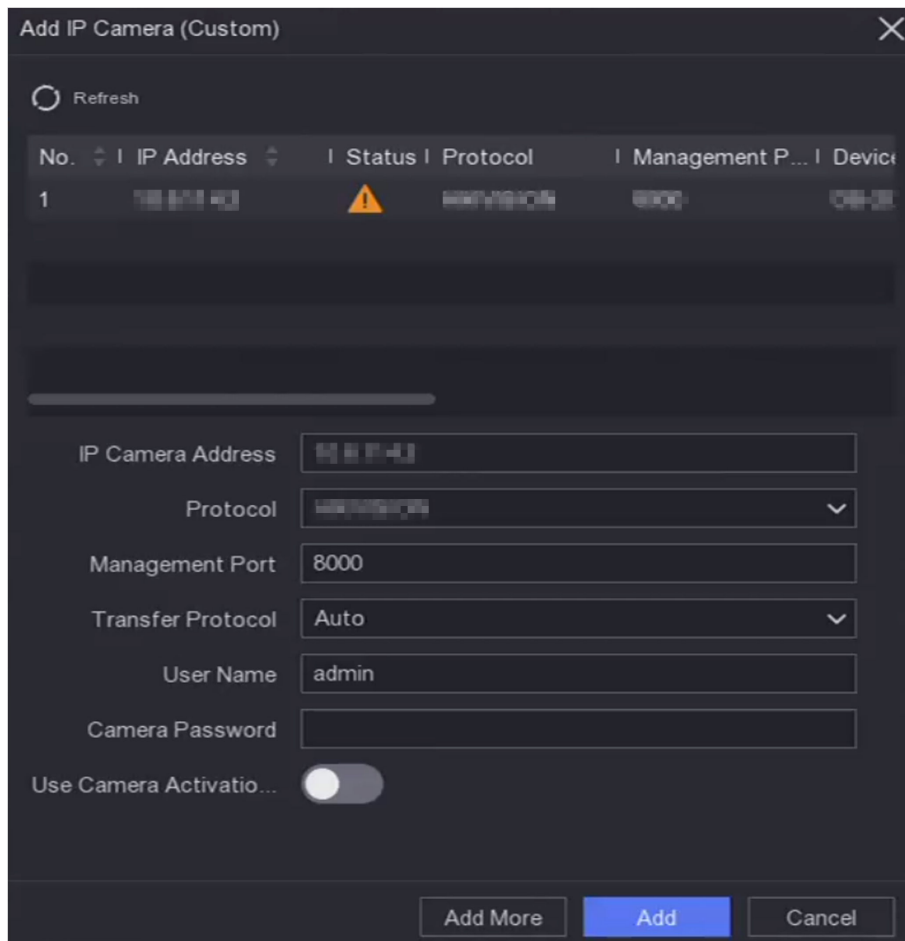 Add IP Camera (Custom)
Refresh
No. IP Address Status Protocol Management P... Device
1
IP Camera Address
Protocol
Management Port 8000
Transfer Protocol Auto
User Name admin
Camera Password
Use Camera Activatio...
Add More Add Cancel